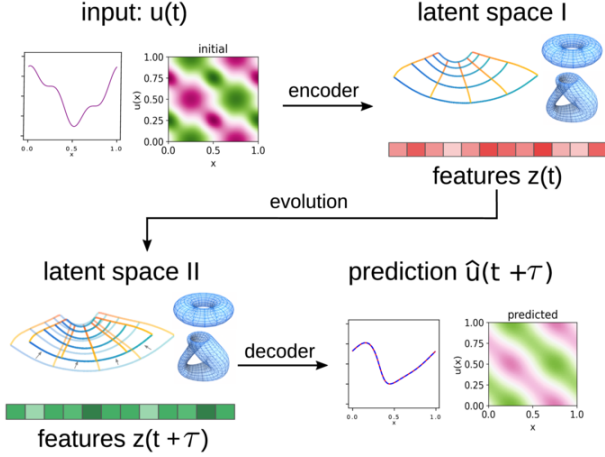 input: u(t)
latent space I
initial
1.00
0.75
0.50
0.25
0.00
u(x)
0.0 0.5 1.0
x
0.0 0.5 1.0
x
encoder
features z(t)
evolution
latent space II
prediction û(t + τ)
predicted
1.00
0.75
0.50
0.25
0.00
u(x)
0.0 0.5 1.0
x
0.0 0.5 1.0
x
decoder
features z(t + τ)